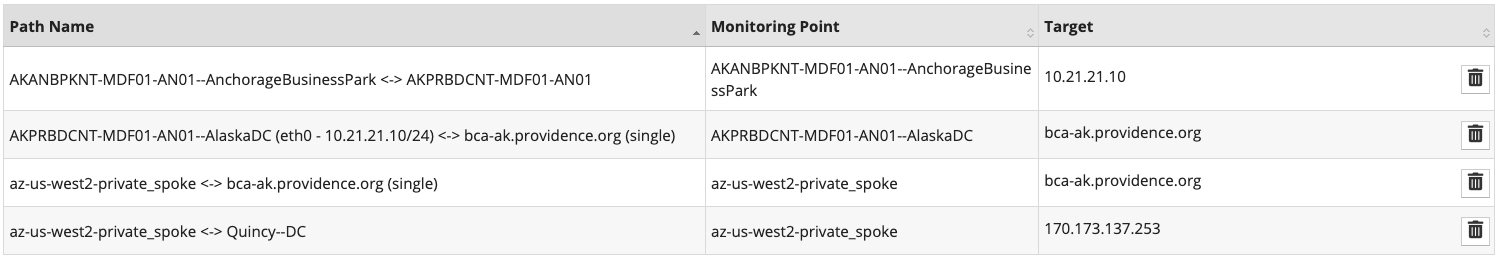 Path Name Monitoring Point Target
AKANBPKNT-MDF01-AN01--AnchorageBusinessPark <-> AKPRBDCNT-MDF01-AN01 AKANBPKNT-MDF01-AN01--AnchorageBusine 10.21.21.10
ssPark
AKPRBDCNT-MDF01-AN01--AlaskaDC (eth0 - 10.21.21.10/24) <-> bca-ak.providence.org (single) AKPRBDCNT-MDF01-AN01--AlaskaDC bca-ak.providence.org
az-us-west2-private_spoke <-> bca-ak.providence.org (single) az-us-west2-private_spoke bca-ak.providence.org
az-us-west2-private_spoke <-> Quincy--DC az-us-west2-private_spoke 170.173.137.253